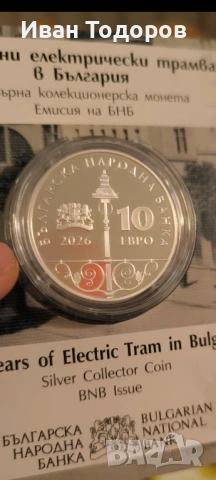 Иван Тодоров
ни електрически трамва
в България
ърна колекционерска монета
Емисия на БНБ
БЪЛГАРСКА НАРОДНА БАНКА
10
2026 ЕВРО
ears of Electric Tram in Bulg
Silver Collector Coin
BNB Issue
БЪЛГАРСКА
НАРОДНА
БАНКА
BULGARIAN
NATIONAL
BANK